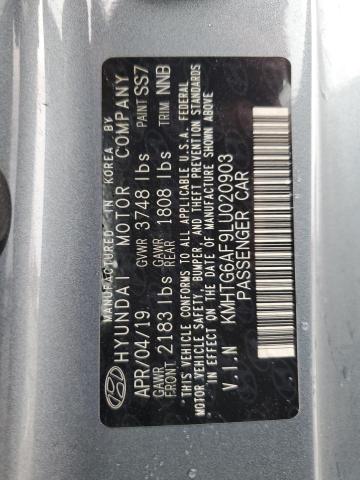 MANUFACTURED IN KOREA BY
HYUNDAI MOTOR COMPANY
APR/04/19 GVWR 3748 lbs PAINT SS7
GAWR FRONT 2183 lbs GAWR REAR 1808 lbs TRIM NNB
"THIS VEHICLE CONFORMS TO ALL APPLICABLE U.S.A. FEDERAL
MOTOR VEHICLE SAFETY, BUMPER, AND THEFT PREVENTION STANDARDS
IN EFFECT ON THE DATE OF MANUFACTURE SHOWN ABOVE"
V.I.N KMHTG6AF9LU020903
PASSENGER CAR